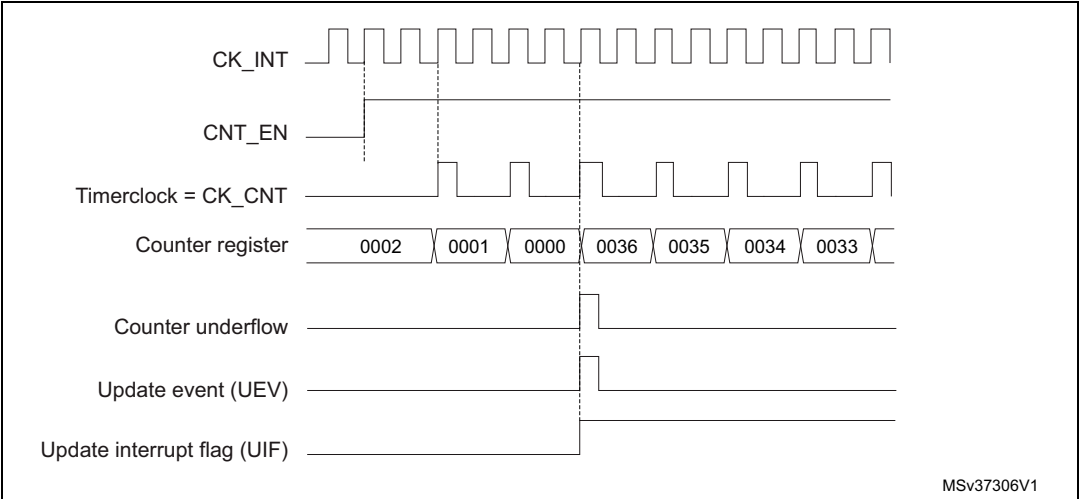 CK_INT
CNT_EN
Timerclock = CK_CNT
Counter register 0002 0001 0000 0036 0035 0034 0033
Counter underflow
Update event (UEV)
Update interrupt flag (UIF)
MSv37306V1